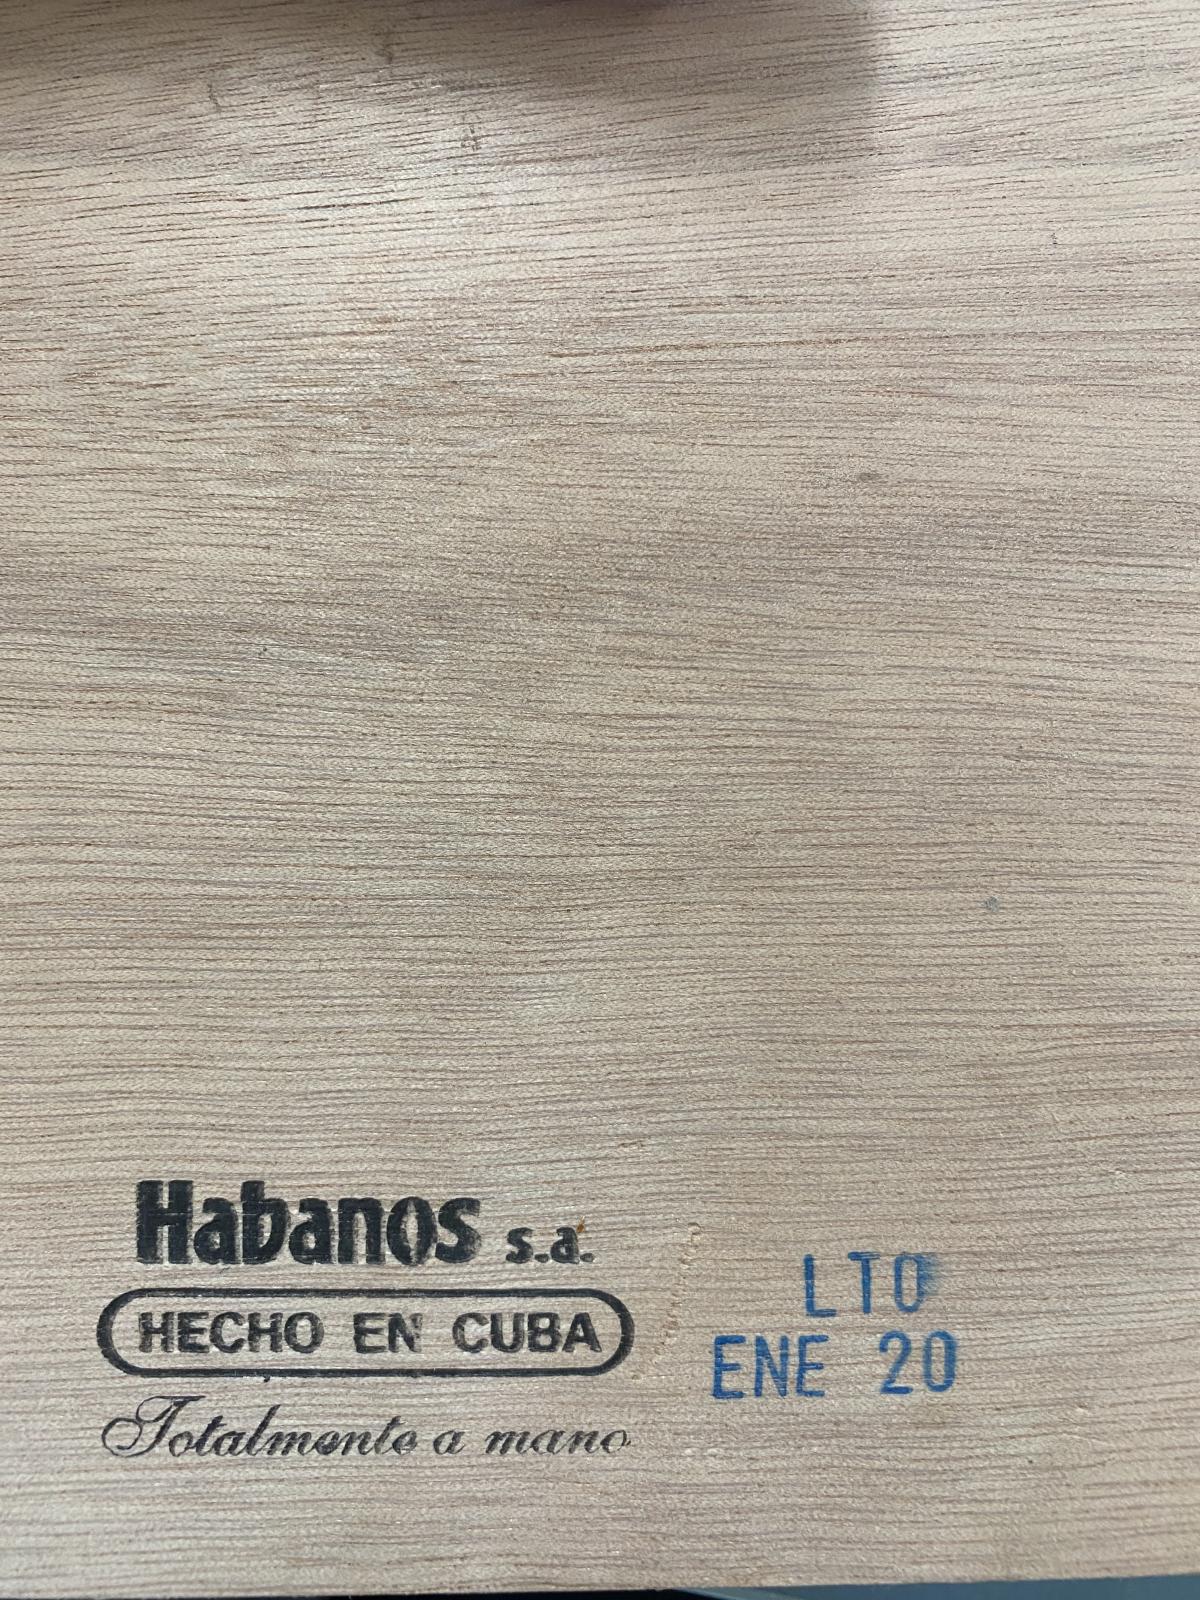 Habanos s.a.
HECHO EN CUBA
Totalmente a mano
LTO
ENE 20